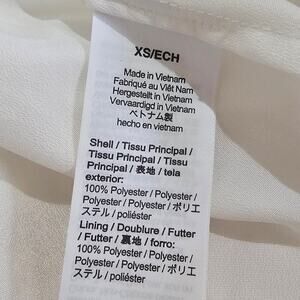 XS/ECH
Made in Vietnam
Fabriqué au Viêt Nam
Hergestellt in Vietnam
Vervaardigd in Vietnam
ベトナム製
hecho en vietnam
Shell / Tissu Principal /
Tissu Principal / Tissu
Principal / 表地 / tela
exterior:
100% Polyester / Polyester /
Polyester / Polyester / ポリエ
ステル / poliéster
Lining / Doublure / Futter
/ Futter / 裏地 / forro:
100% Polyester / Polyester /
Polyester / Polyester / ポリエ
ステル / poliéster